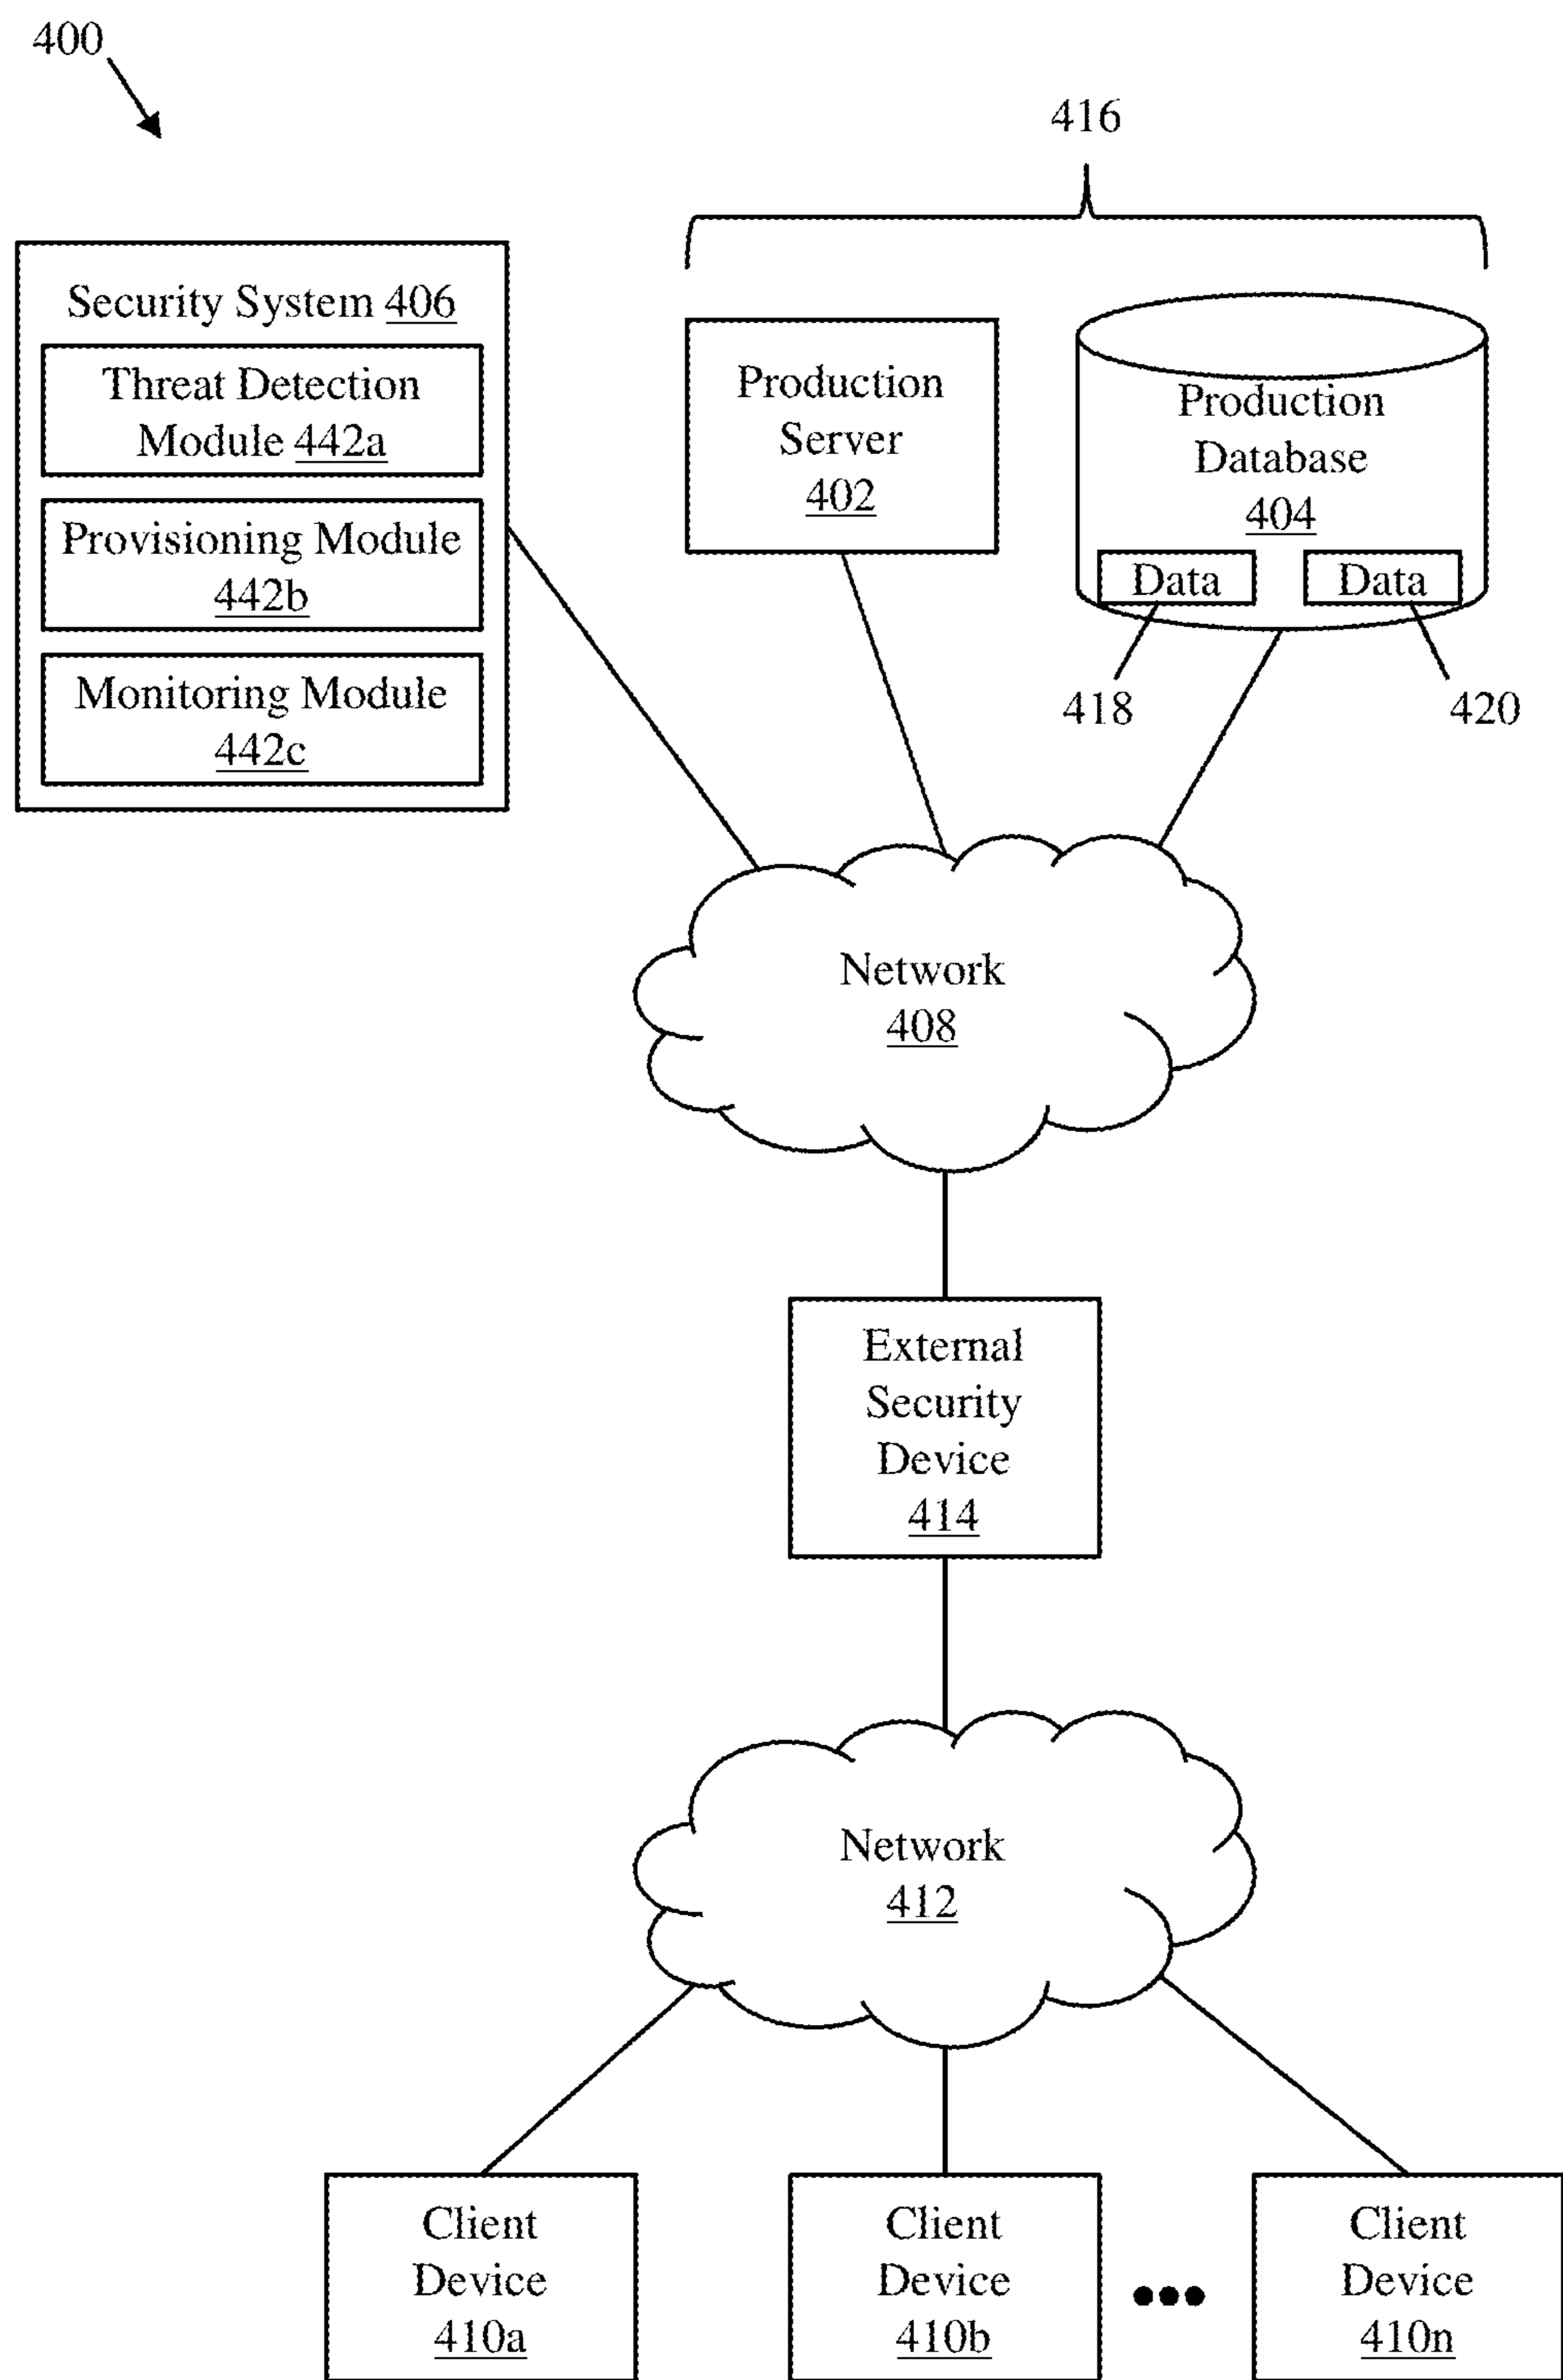 400
416
Security System 406
Threat Detection
Module 442a
Provisioning Module
442b
Monitoring Module
442c
Production
Server
402
Production
Database
404
Data
Data
418
420
Network
408
External
Security
Device
414
Network
412
Client
Device
410a
Client
Device
410b
Client
Device
410n